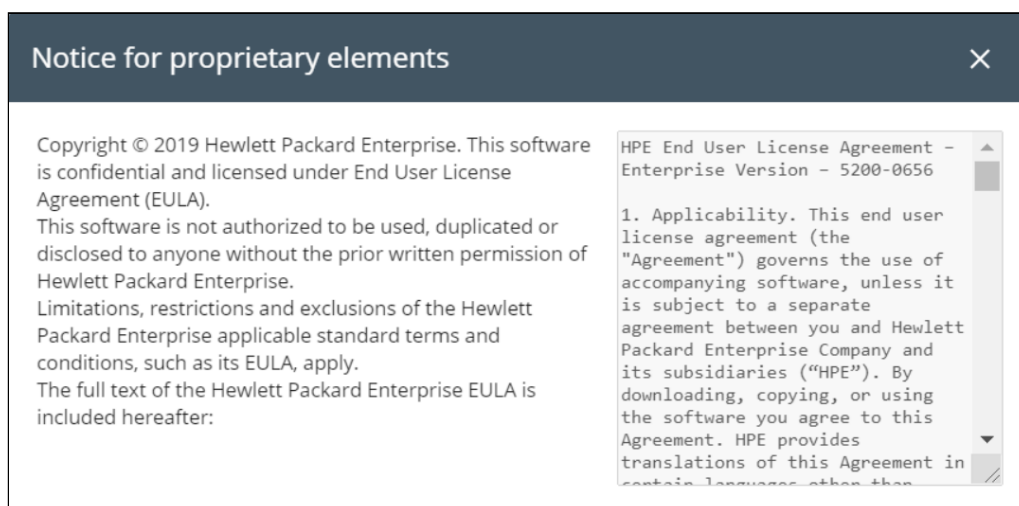 Notice for proprietary elements
Copyright © 2019 Hewlett Packard Enterprise. This software
is confidential and licensed under End User License
Agreement (EULA).
This software is not authorized to be used, duplicated or
disclosed to anyone without the prior written permission of
Hewlett Packard Enterprise.
Limitations, restrictions and exclusions of the Hewlett
Packard Enterprise applicable standard terms and
conditions, such as its EULA, apply.
The full text of the Hewlett Packard Enterprise EULA is
included hereafter:
HPE End User License Agreement –
Enterprise Version – 5200-0656
1. Applicability. This end user
license agreement (the
"Agreement") governs the use of
accompanying software, unless it
is subject to a separate
agreement between you and Hewlett
Packard Enterprise Company and
its subsidiaries (“HPE”). By
downloading, copying, or using
the software you agree to this
Agreement. HPE provides
translations of this Agreement in
certain languages other than